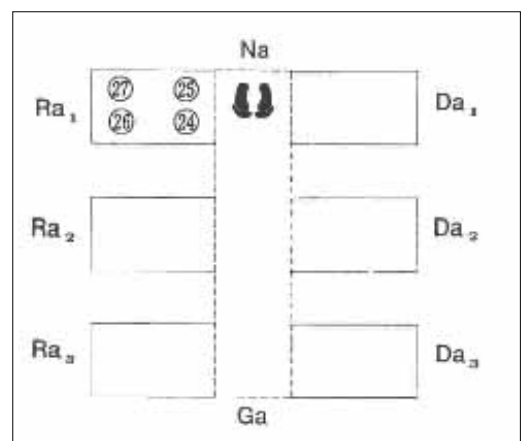 Na
㉗ ㉕
Ra₁ Da₁
㉖ ㉔
Ra₂ Da₂
Ra₃ Da₃
Ga